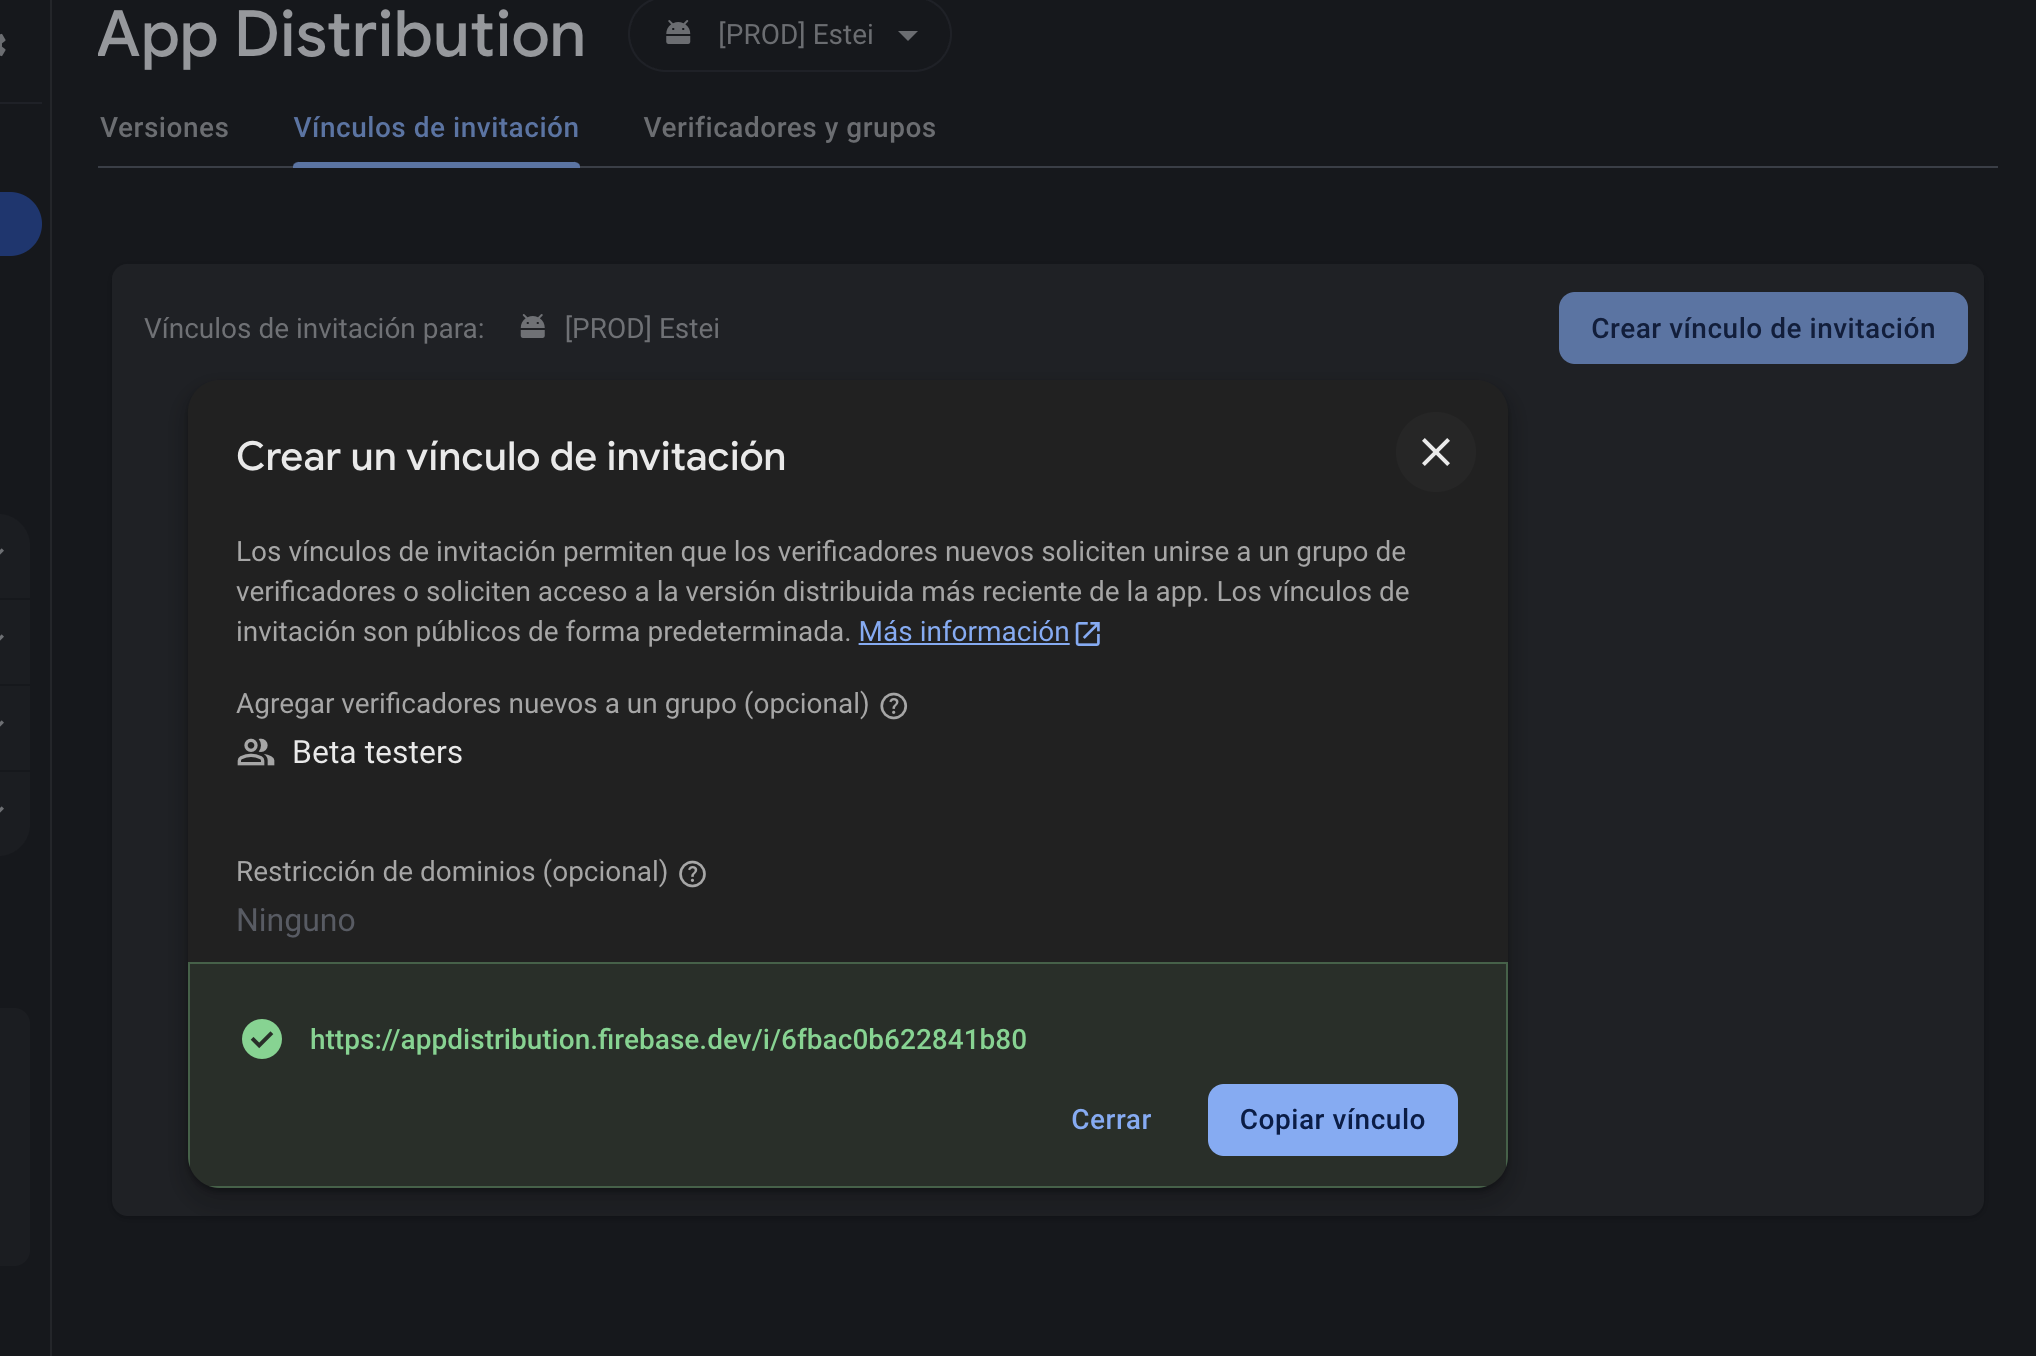 App Distribution
[PROD] Estei
Versiones
Vínculos de invitación
Verificadores y grupos
Vínculos de invitación para:
[PROD] Estei
Crear vínculo de invitación
Crear un vínculo de invitación
Los vínculos de invitación permiten que los verificadores nuevos soliciten unirse a un grupo de
verificadores o soliciten acceso a la versión distribuida más reciente de la app. Los vínculos de
invitación son públicos de forma predeterminada. Más información
Agregar verificadores nuevos a un grupo (opcional)
Beta testers
Restricción de dominios (opcional)
Ninguno
https://appdistribution.firebase.dev/i/6fbac0b622841b80
Cerrar
Copiar vínculo